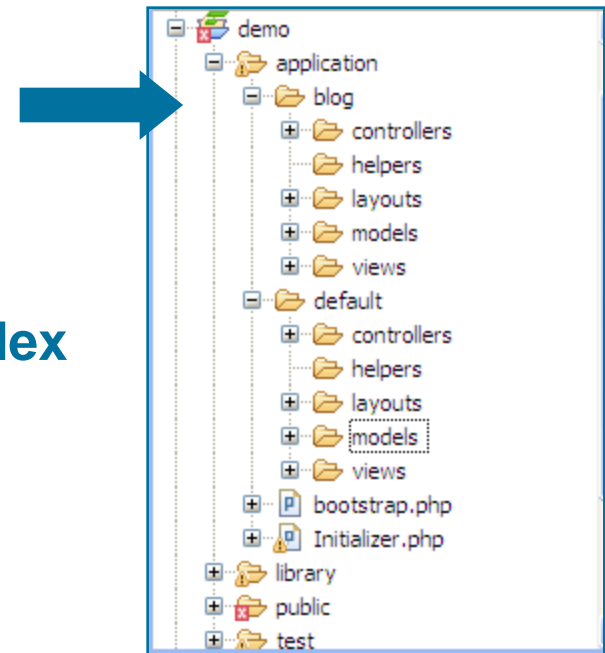 demo
application
blog
controllers
helpers
layouts
models
views
default
controllers
helpers
layouts
models
views
bootstrap.php
Initializer.php
library
public
test